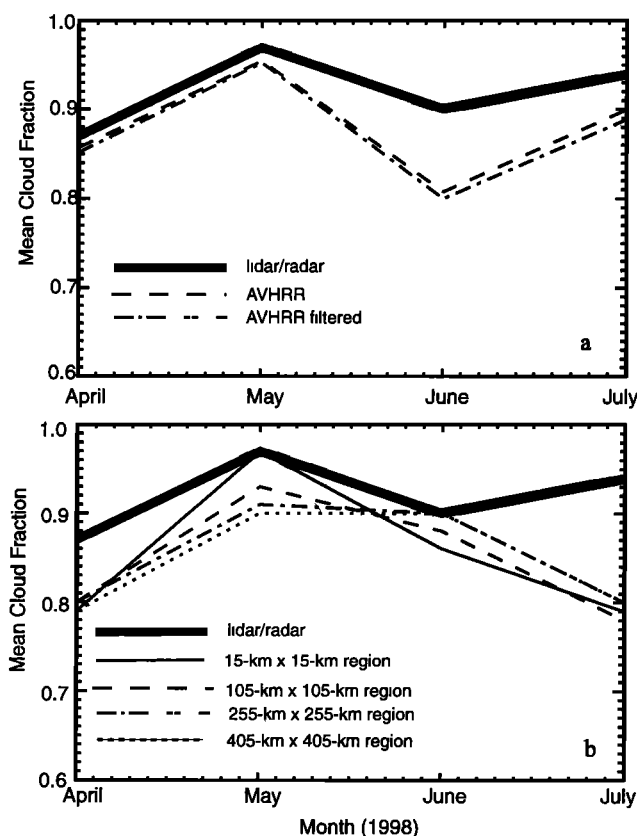 1.0
0.9
0.8
0.7
0.6
Mean Cloud Fraction
lidar/radar
AVHRR
AVHRR filtered
a
April May June July
1.0
0.9
0.8
0.7
0.6
Mean Cloud Fraction
lidar/radar
15-km x 15-km region
105-km x 105-km region
255-km x 255-km region
405-km x 405-km region
b
April May June July
Month (1998)